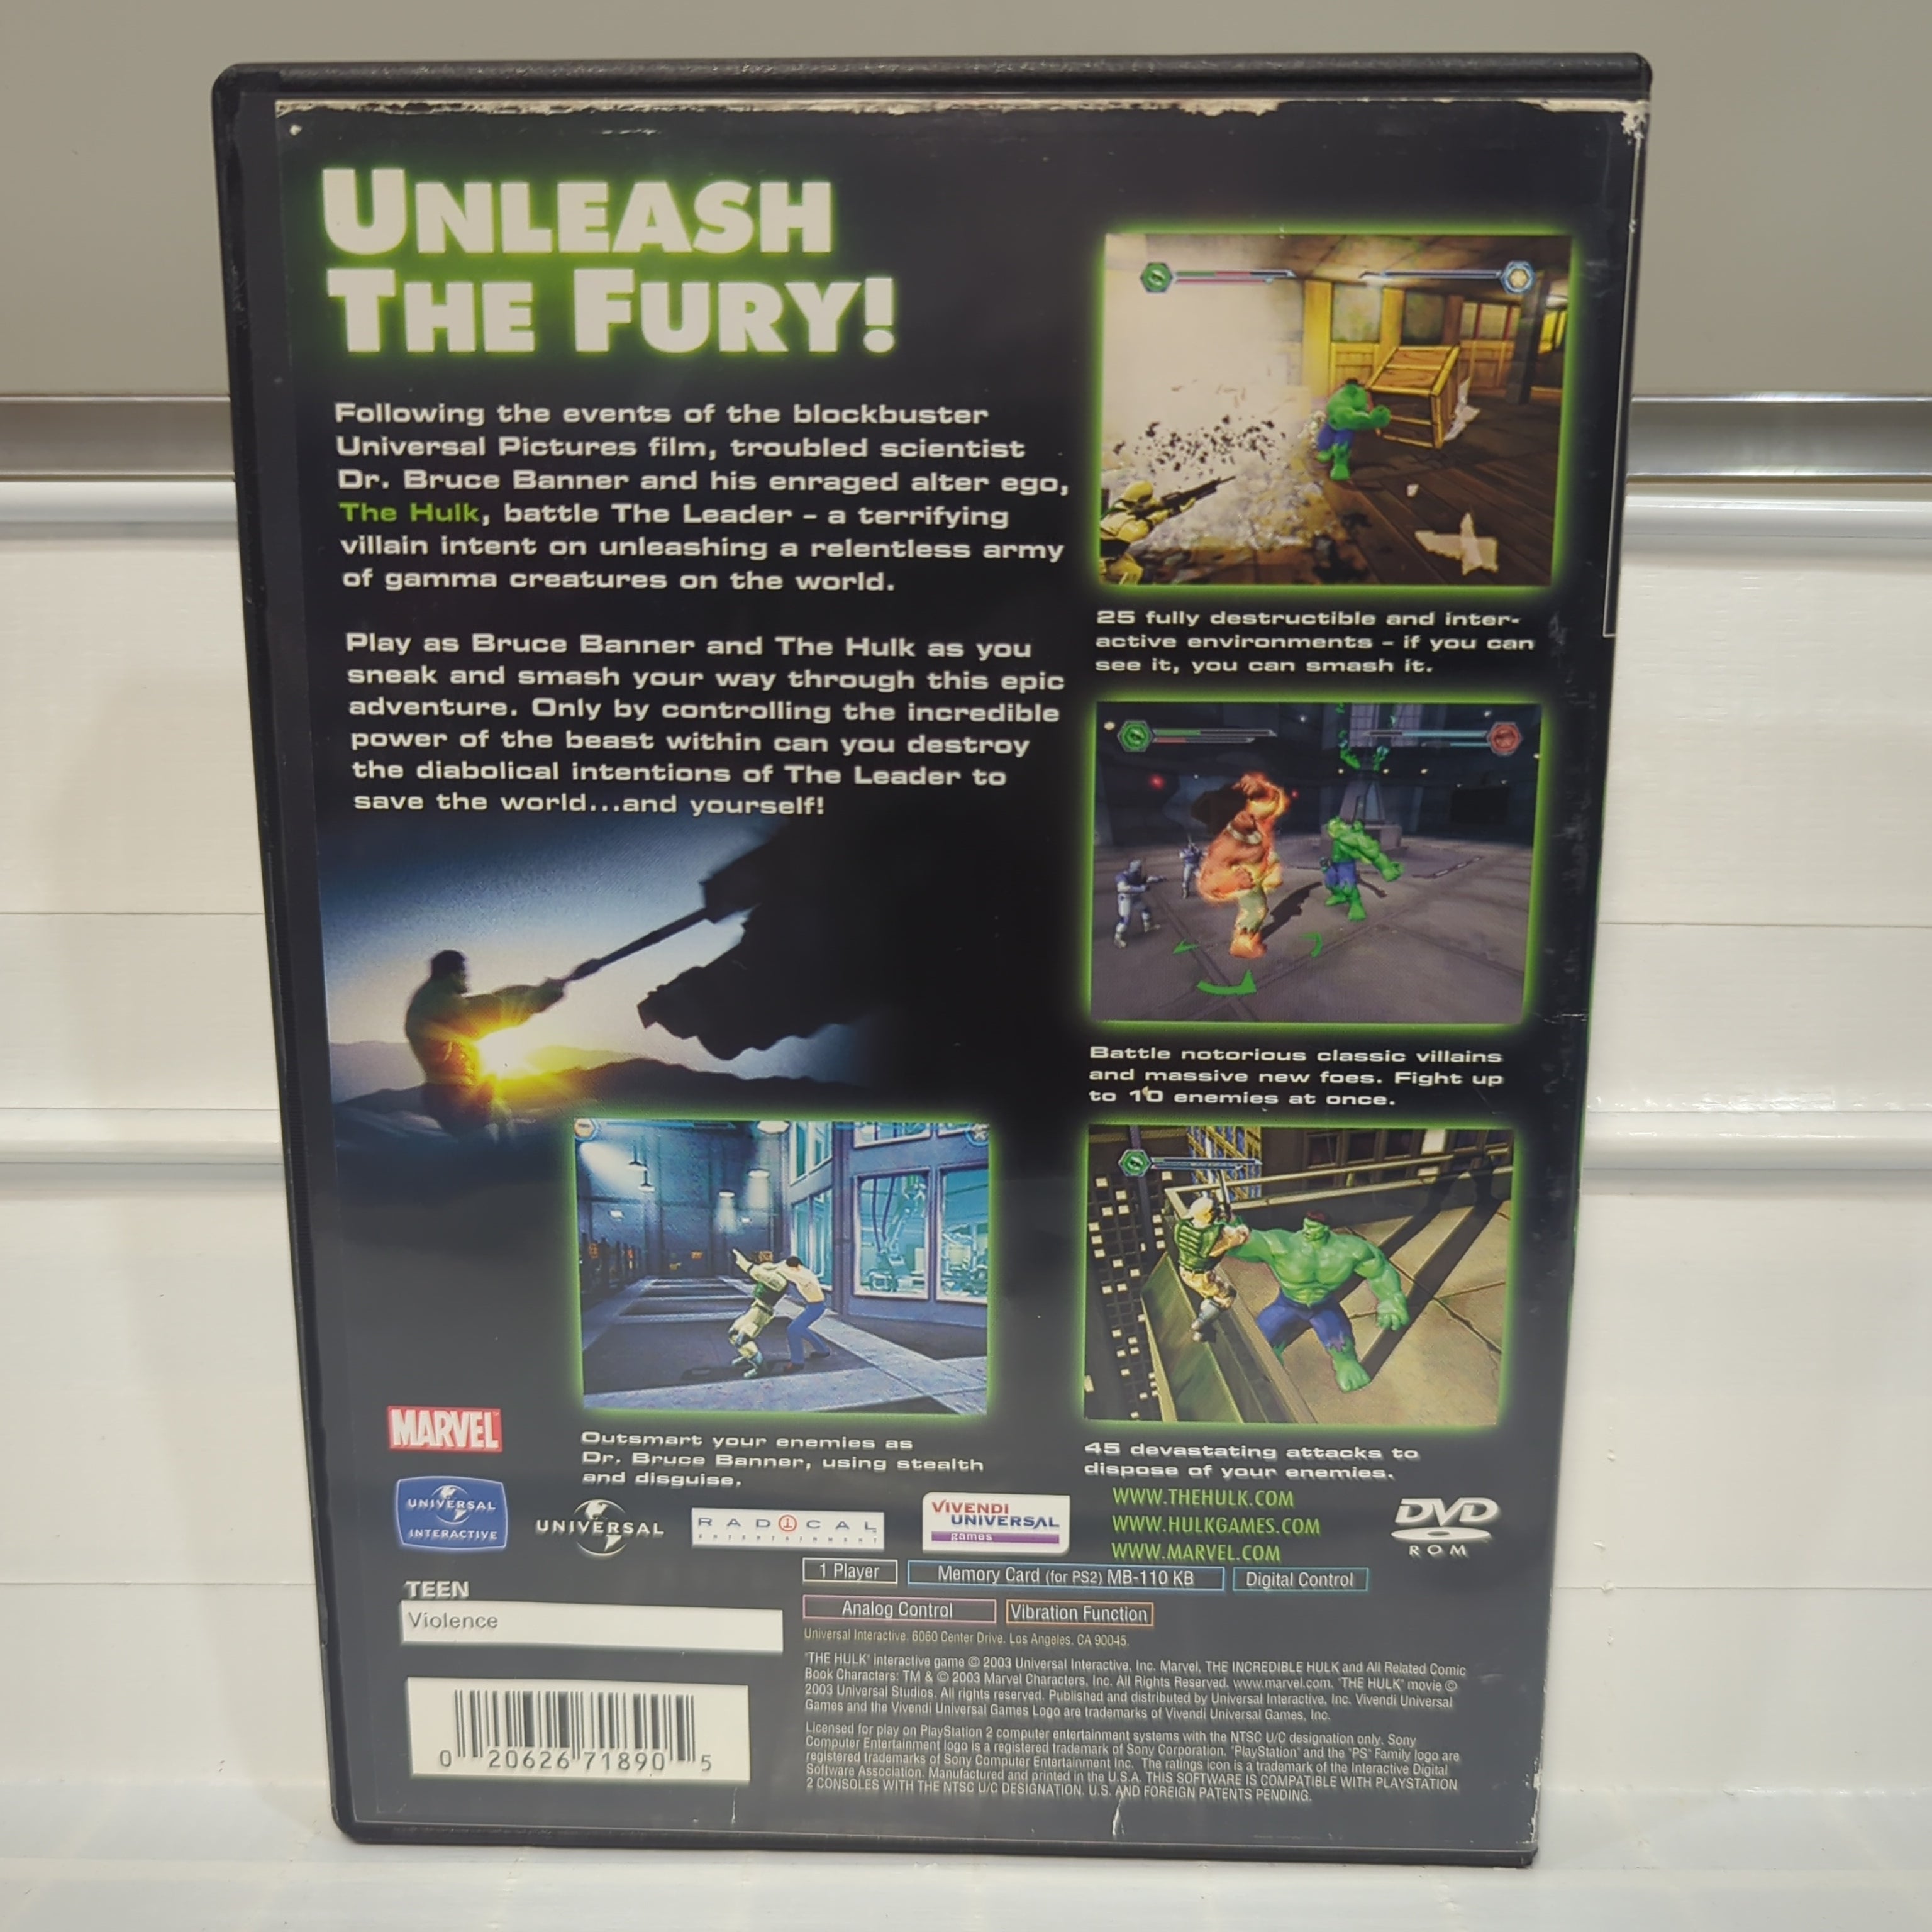 UNLEASH
THE FURY!
Following the events of the blockbuster
Universal Pictures film, troubled scientist
Dr. Bruce Banner and his enraged alter ego,
The Hulk, battle The Leader - a terrifying
villain intent on unleashing a relentless army
of gamma creatures on the world.
Play as Bruce Banner and The Hulk as you
sneak and smash your way through this epic
adventure. Only by controlling the incredible
power of the beast within can you destroy
the diabolical intentions of The Leader to
save the world...and yourself!
25 fully destructible and inter-
active environments - if you can
see it, you can smash it.
Battle notorious classic villains
and massive new foes. Fight up
to 10 enemies at once.
Outsmart your enemies as
Dr. Bruce Banner, using stealth
and disguise.
45 devastating attacks to
dispose of your enemies.
MARVEL
UNIVERSAL
INTERACTIVE
UNIVERSAL
RADICAL
ENTERTAINMENT
VIVENDI
UNIVERSAL
games
WWW.THEHULK.COM
WWW.HULKGAMES.COM
WWW.MARVEL.COM
DVD
ROM
1 Player
Memory Card (for PS2) MB-110 KB
Digital Control
Analog Control
Vibration Function
TEEN
Violence
Universal Interactive. 6060 Center Drive. Los Angeles. CA 90045.
"THE HULK" interactive game © 2003 Universal Interactive, Inc. Marvel, THE INCREDIBLE HULK and All Related Comic
Book Characters: TM & © 2003 Marvel Characters, Inc. All Rights Reserved. www.marvel.com. "THE HULK" movie ©
2003 Universal Studios. All rights reserved. Published and distributed by Universal Interactive, Inc. Vivendi Universal
Games and the Vivendi Universal Games Logo are trademarks of Vivendi Universal Games, Inc.
Licensed for play on PlayStation 2 computer entertainment systems with the NTSC U/C designation only. Sony
Computer Entertainment logo is a registered trademark of Sony Corporation. "PlayStation" and the "PS" Family logo are
registered trademarks of Sony Computer Entertainment Inc. The ratings icon is a trademark of the Interactive Digital
Software Association. Manufactured and printed in the U.S.A. THIS SOFTWARE IS COMPATIBLE WITH PLAYSTATION
2 CONSOLES WITH THE NTSC U/C DESIGNATION. U.S. AND FOREIGN PATENTS PENDING.
0 20626 71890 5